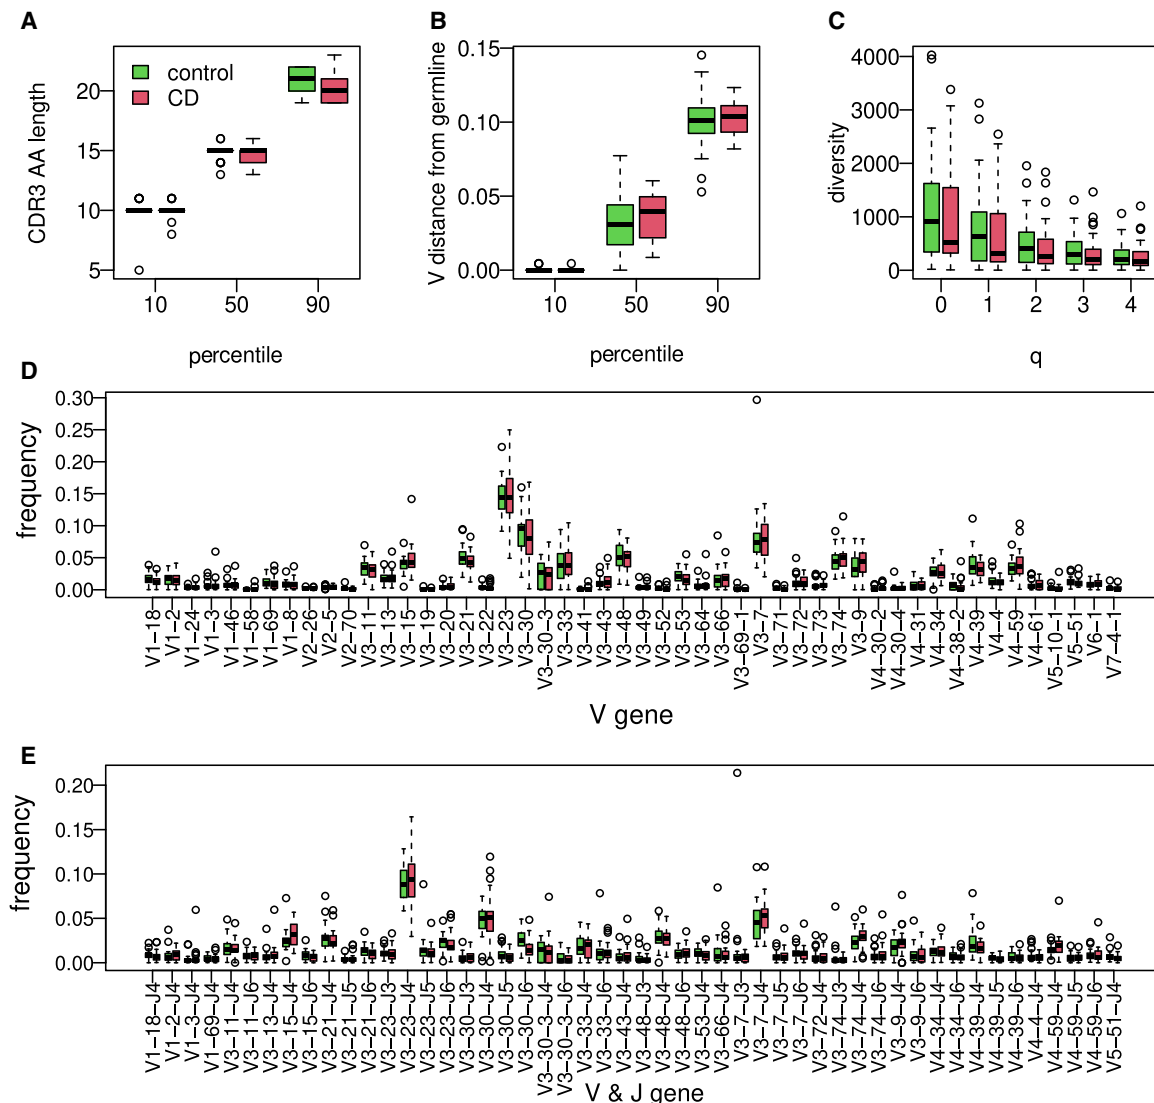 A
CDR3 AA length
20
15
10
5
control
CD
10 50 90
percentile
B
V distance from germline
0.15
0.10
0.05
0.00
10 50 90
percentile
C
diversity
4000
3000
2000
1000
0
0 1 2 3 4
q
D
frequency
0.30
0.25
0.20
0.15
0.10
0.05
0.00
V1−18
V1−2
V1−24
V1−3
V1−46
V1−58
V1−69
V1−8
V2−26
V2−5
V2−70
V3−11
V3−13
V3−15
V3−19
V3−20
V3−21
V3−22
V3−23
V3−30
V3−30−3
V3−33
V3−41
V3−43
V3−48
V3−49
V3−52
V3−53
V3−64
V3−66
V3−69−1
V3−7
V3−71
V3−72
V3−73
V3−74
V3−9
V4−30−2
V4−30−4
V4−31
V4−34
V4−38−2
V4−39
V4−4
V4−59
V4−61
V5−10−1
V5−51
V6−1
V7−4−1
V gene
E
frequency
0.20
0.15
0.10
0.05
0.00
V1−18−J4
V1−2−J4
V1−3−J4
V1−69−J4
V3−11−J4
V3−11−J6
V3−13−J4
V3−15−J4
V3−15−J6
V3−21−J4
V3−21−J5
V3−21−J6
V3−23−J3
V3−23−J4
V3−23−J5
V3−23−J6
V3−30−J3
V3−30−J4
V3−30−J5
V3−30−J6
V3−30−3−J4
V3−30−3−J6
V3−33−J4
V3−33−J6
V3−43−J4
V3−48−J3
V3−48−J4
V3−48−J6
V3−53−J4
V3−66−J4
V3−7−J3
V3−7−J4
V3−7−J5
V3−7−J6
V3−72−J4
V3−74−J3
V3−74−J4
V3−74−J6
V3−9−J4
V3−9−J6
V4−34−J4
V4−34−J6
V4−39−J4
V4−39−J5
V4−39−J6
V4−4−J4
V4−59−J4
V4−59−J5
V4−59−J6
V5−51−J4
V & J gene